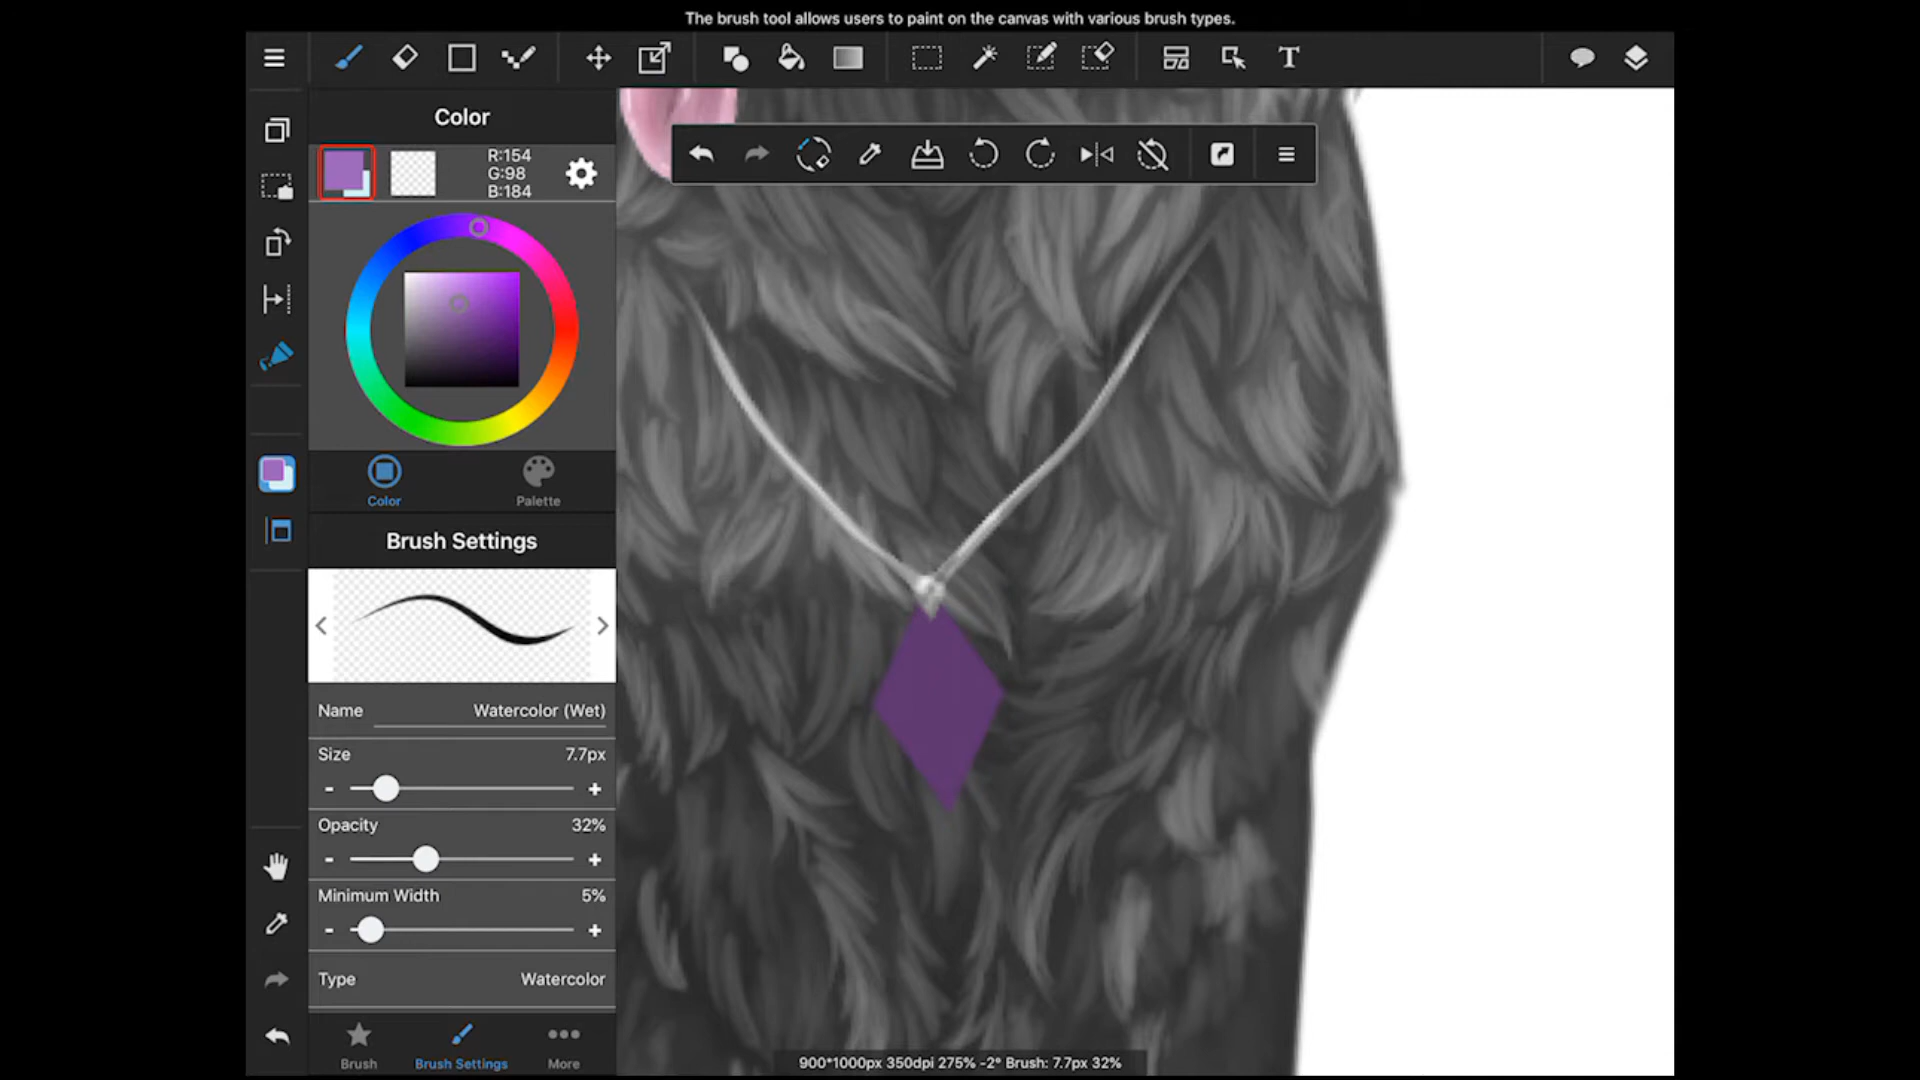 The brush tool allows users to paint on the canvas with various brush types.
T
Color
R:154
G:98
B:184
Color
Palette
Brush Settings
Name Watercolor (Wet)
Size 7.7px
- +
Opacity 32%
- +
Minimum Width 5%
- +
Type Watercolor
Brush
Brush Settings
More
900*1000px 350dpi 275% -2° Brush: 7.7px 32%